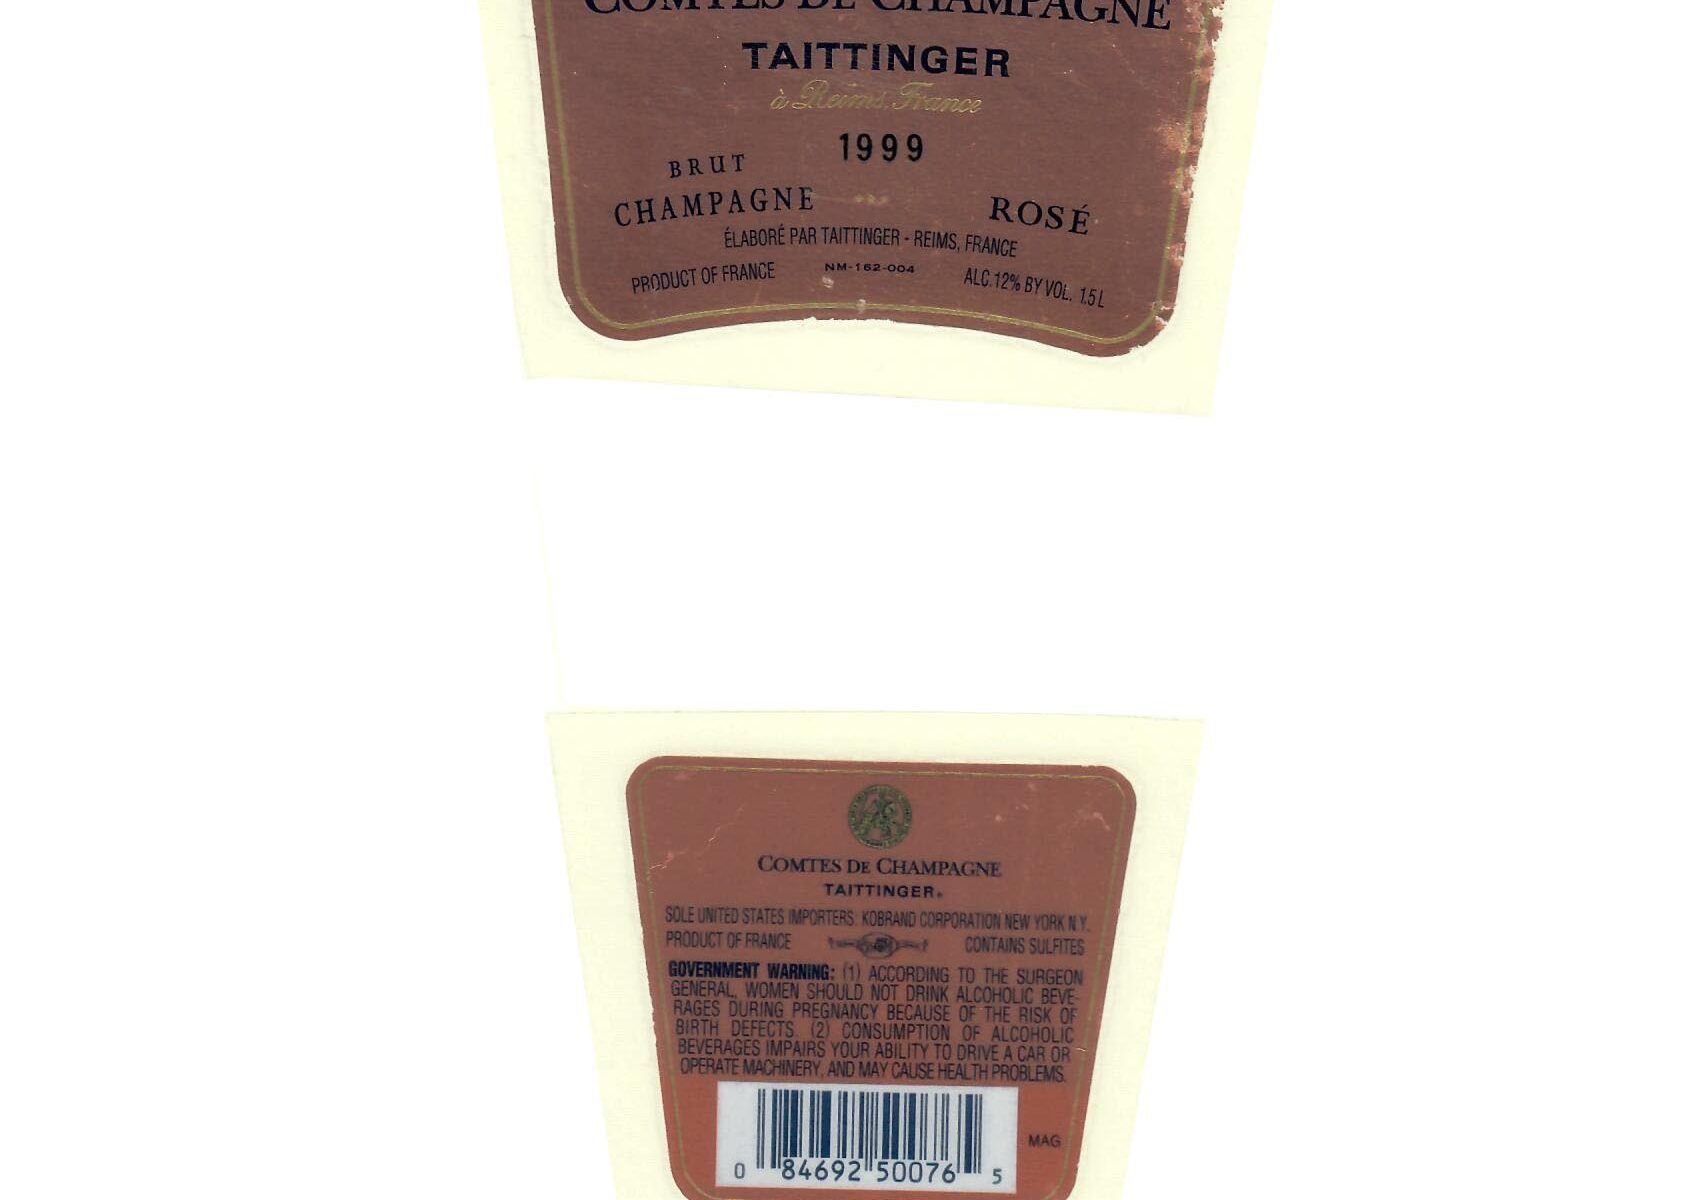 COMTES DE CHAMPAGNE
TAITTINGER
à Reims, France
1999
BRUT
CHAMPAGNE
ROSÉ
ÉLABORÉ PAR TAITTINGER - REIMS, FRANCE
PRODUCT OF FRANCE NM-162-004 ALC.12% BY VOL. 1.5 L
COMTES DE CHAMPAGNE
TAITTINGER.
SOLE UNITED STATES IMPORTERS: KOBRAND CORPORATION NEW YORK N.Y.
PRODUCT OF FRANCE CONTAINS SULFITES
GOVERNMENT WARNING: (1) ACCORDING TO THE SURGEON
GENERAL, WOMEN SHOULD NOT DRINK ALCOHOLIC BEVE-
RAGES DURING PREGNANCY BECAUSE OF THE RISK OF
BIRTH DEFECTS. (2) CONSUMPTION OF ALCOHOLIC
BEVERAGES IMPAIRS YOUR ABILITY TO DRIVE A CAR OR
OPERATE MACHINERY, AND MAY CAUSE HEALTH PROBLEMS.
MAG
0 84692 50076 5